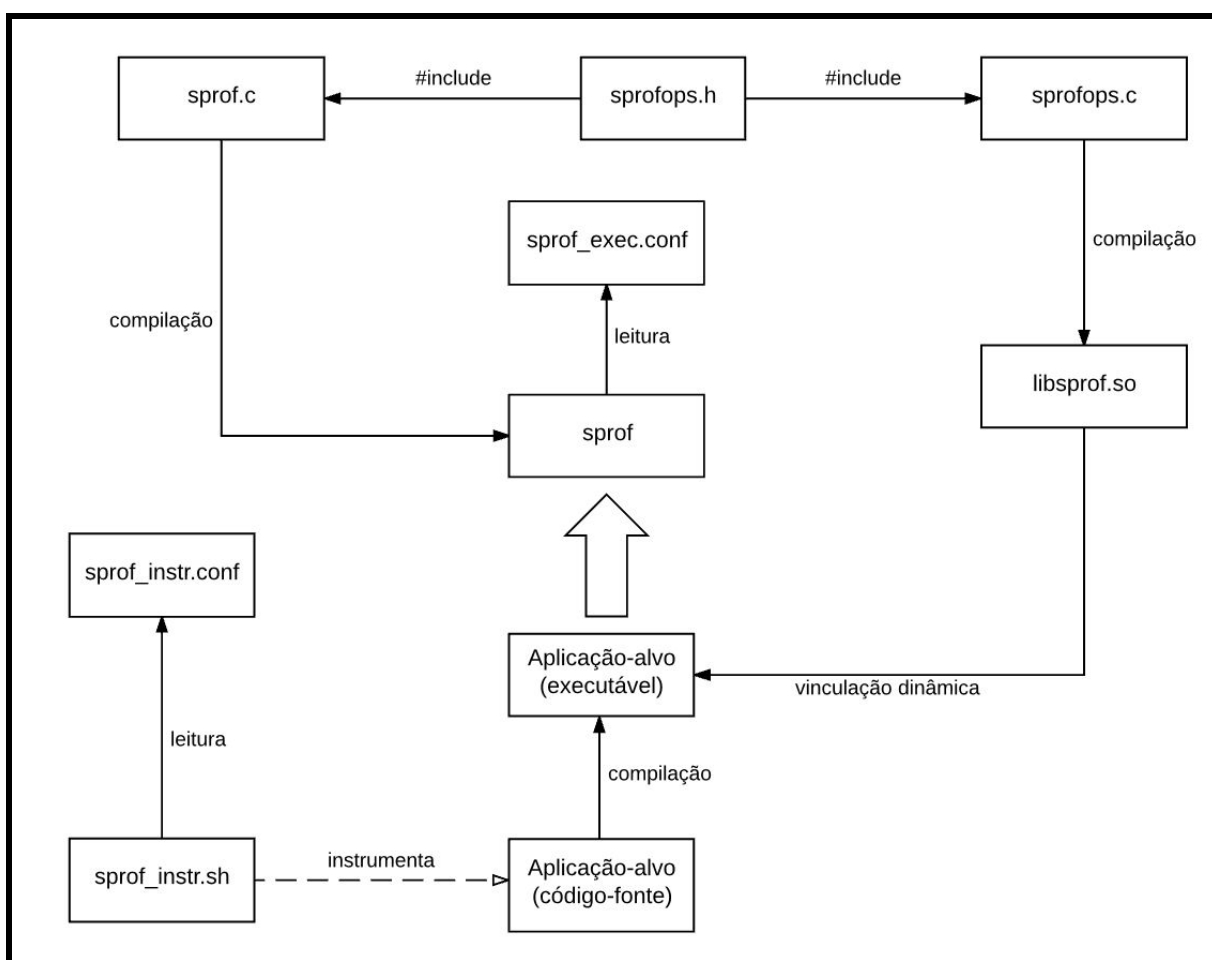 #include
#include
sprof.c
sprofops.h
sprofops.c
sprof_exec.conf
compilação
compilação
leitura
libsprof.so
sprof
sprof_instr.conf
Aplicação-alvo
(executável)
vinculação dinâmica
leitura
compilação
instrumenta
sprof_instr.sh
Aplicação-alvo
(código-fonte)